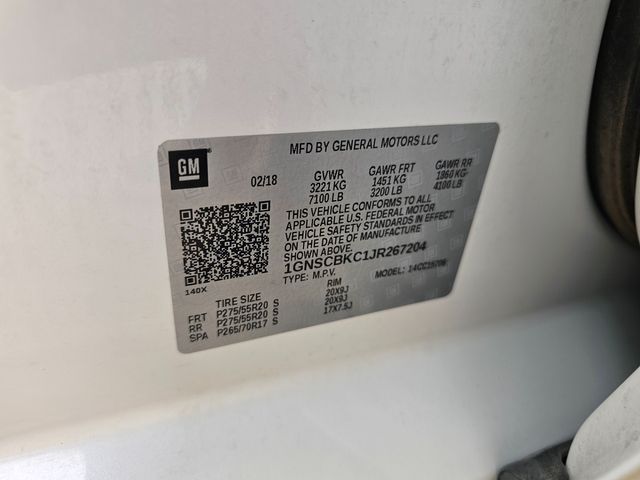 GM
MFD BY GENERAL MOTORS LLC
02/18
GVWR GAWR FRT GAWR RR
3221 KG 1451 KG 1860 KG
7100 LB 3200 LB 4100 LB
THIS VEHICLE CONFORMS TO ALL
APPLICABLE U.S. FEDERAL MOTOR
VEHICLE SAFETY STANDARDS IN EFFECT
ON THE DATE OF MANUFACTURE
SHOWN ABOVE.
1GNSCBKC1JR267204
TYPE: M.P.V. MODEL: 14CC15706
140X
TIRE SIZE RIM
FRT P275/55R20 S 20X9J
RR P275/55R20 S 20X9J
SPA P265/70R17 S 17X7.5J